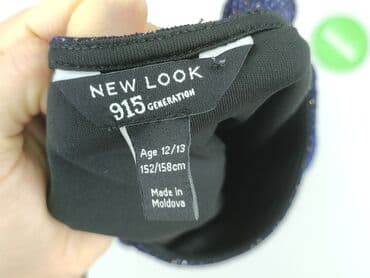 NEW LOOK
915 GENERATION
Age 12/13
152/158cm
Made in
Moldova